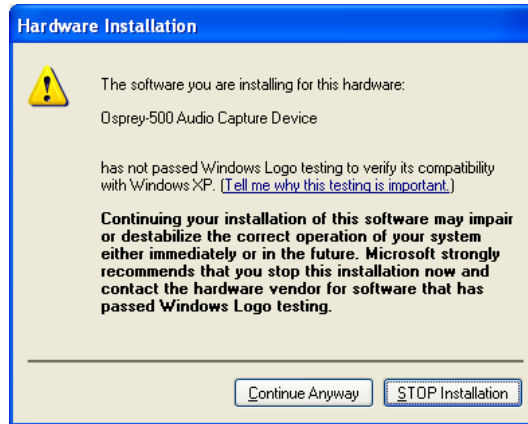 Hardware Installation
The software you are installing for this hardware:
Osprey-500 Audio Capture Device
has not passed Windows Logo testing to verify its compatibility
with Windows XP. (Tell me why this testing is important.)
Continuing your installation of this software may impair
or destabilize the correct operation of your system
either immediately or in the future. Microsoft strongly
recommends that you stop this installation now and
contact the hardware vendor for software that has
passed Windows Logo testing.
Continue Anyway
STOP Installation